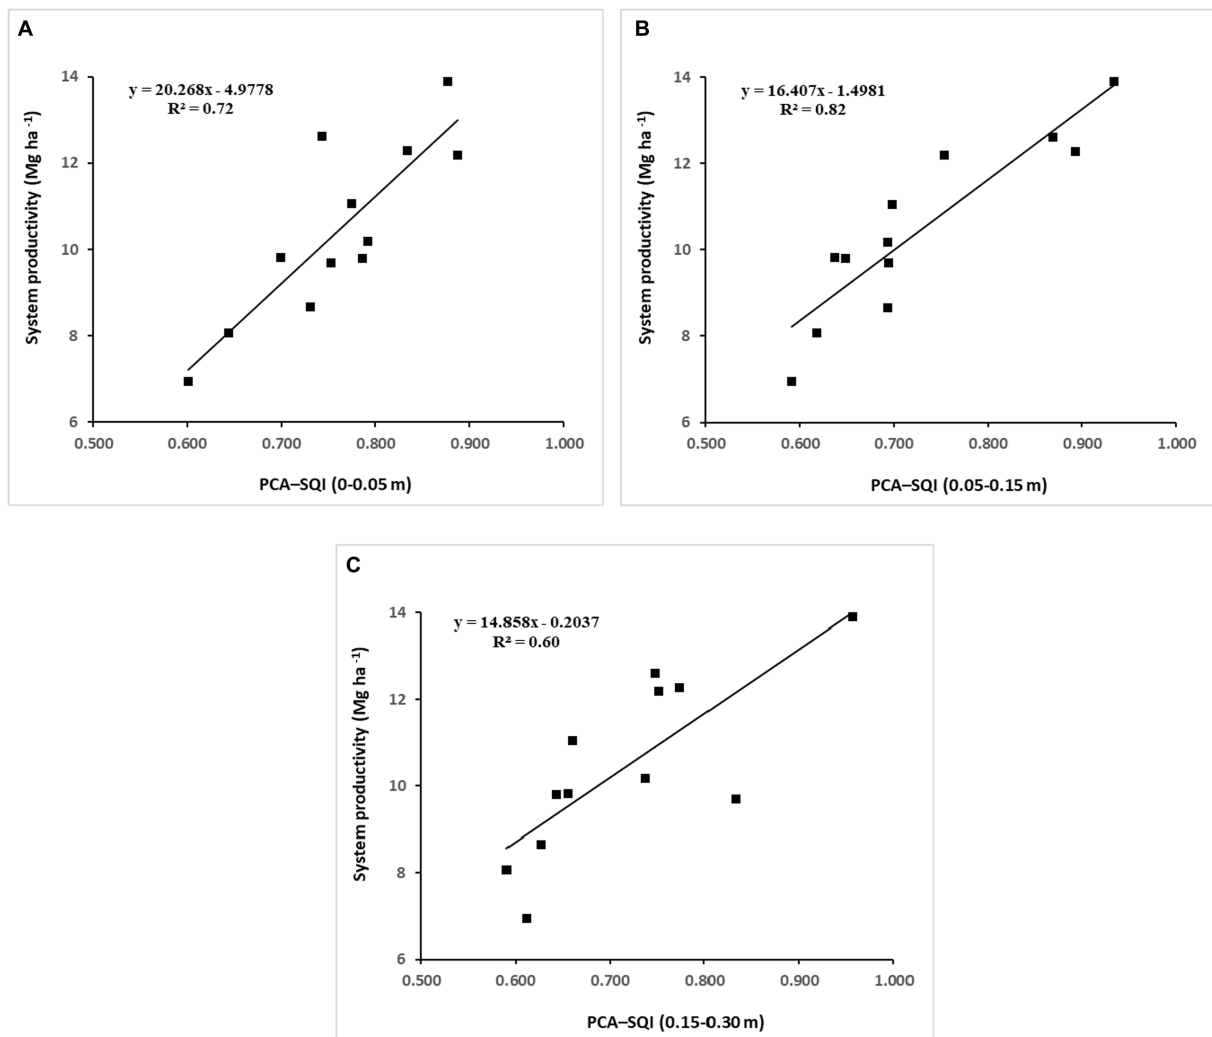 A
y = 20.268x - 4.9778
R² = 0.72
System productivity (Mg ha -1)
14
12
10
8
6
0.500 0.600 0.700 0.800 0.900 1.000
PCA–SQI (0-0.05 m)
B
y = 16.407x - 1.4981
R² = 0.82
System productivity (Mg ha -1)
14
12
10
8
6
0.500 0.600 0.700 0.800 0.900 1.000
PCA–SQI (0.05-0.15 m)
C
y = 14.858x - 0.2037
R² = 0.60
System productivity (Mg ha -1)
14
12
10
8
6
0.500 0.600 0.700 0.800 0.900 1.000
PCA–SQI (0.15-0.30 m)